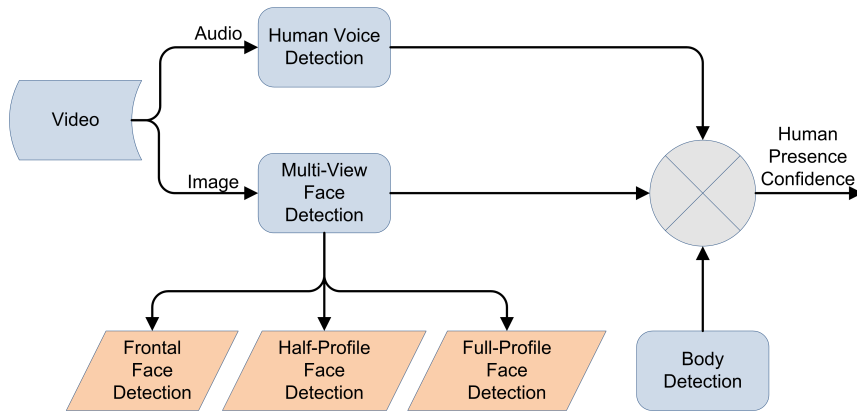 Audio
Human Voice
Detection
Video
Image
Multi-View
Face
Detection
Human
Presence
Confidence
Frontal
Face
Detection
Half-Profile
Face
Detection
Full-Profile
Face
Detection
Body
Detection